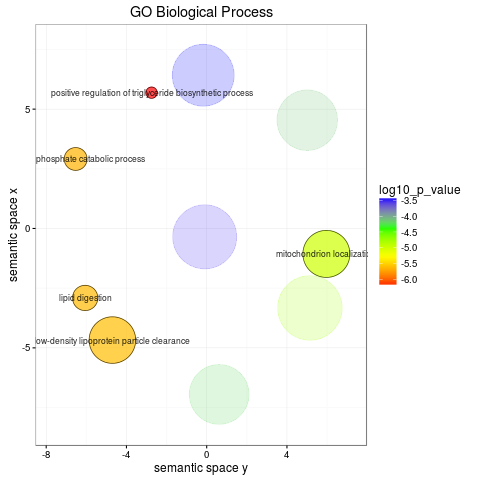 GO Biological Process
positive regulation of triglyceride biosynthetic process
phosphate catabolic process
mitochondrion localizati
lipid digestion
ow-density lipoprotein particle clearance
semantic space x
5
0
-5
-8
-4
0
4
semantic space y
log10_p_value
-3.5
-4.0
-4.5
-5.0
-5.5
-6.0